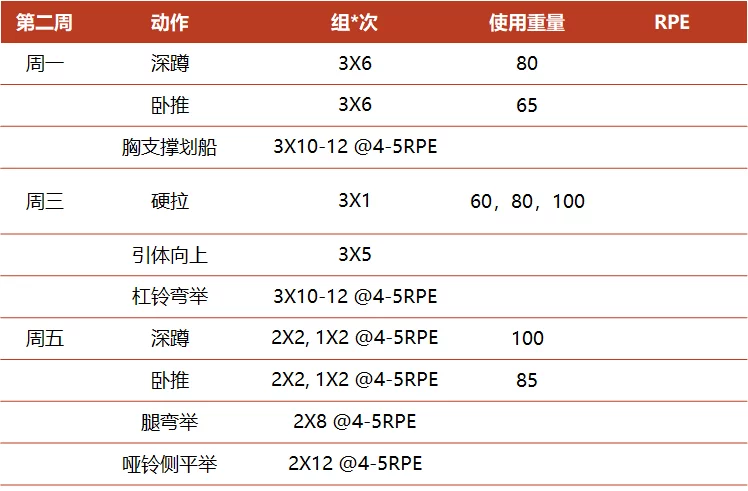 第二周 动作 组*次 使用重量 RPE
周一 深蹲 3X6 80
卧推 3X6 65
胸支撑划船 3X10-12 @4-5RPE
周三 硬拉 3X1 60，80，100
引体向上 3X5
杠铃弯举 3X10-12 @4-5RPE
周五 深蹲 2X2, 1X2 @4-5RPE 100
卧推 2X2, 1X2 @4-5RPE 85
腿弯举 2X8 @4-5RPE
哑铃侧平举 2X12 @4-5RPE